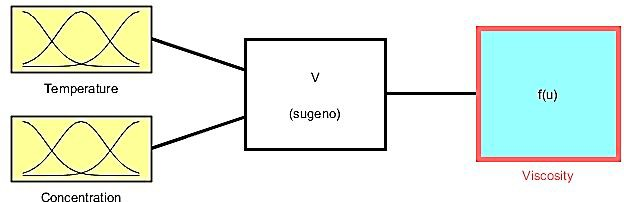 Temperature
Concentration
V
(sugeno)
f(u)
Viscosity